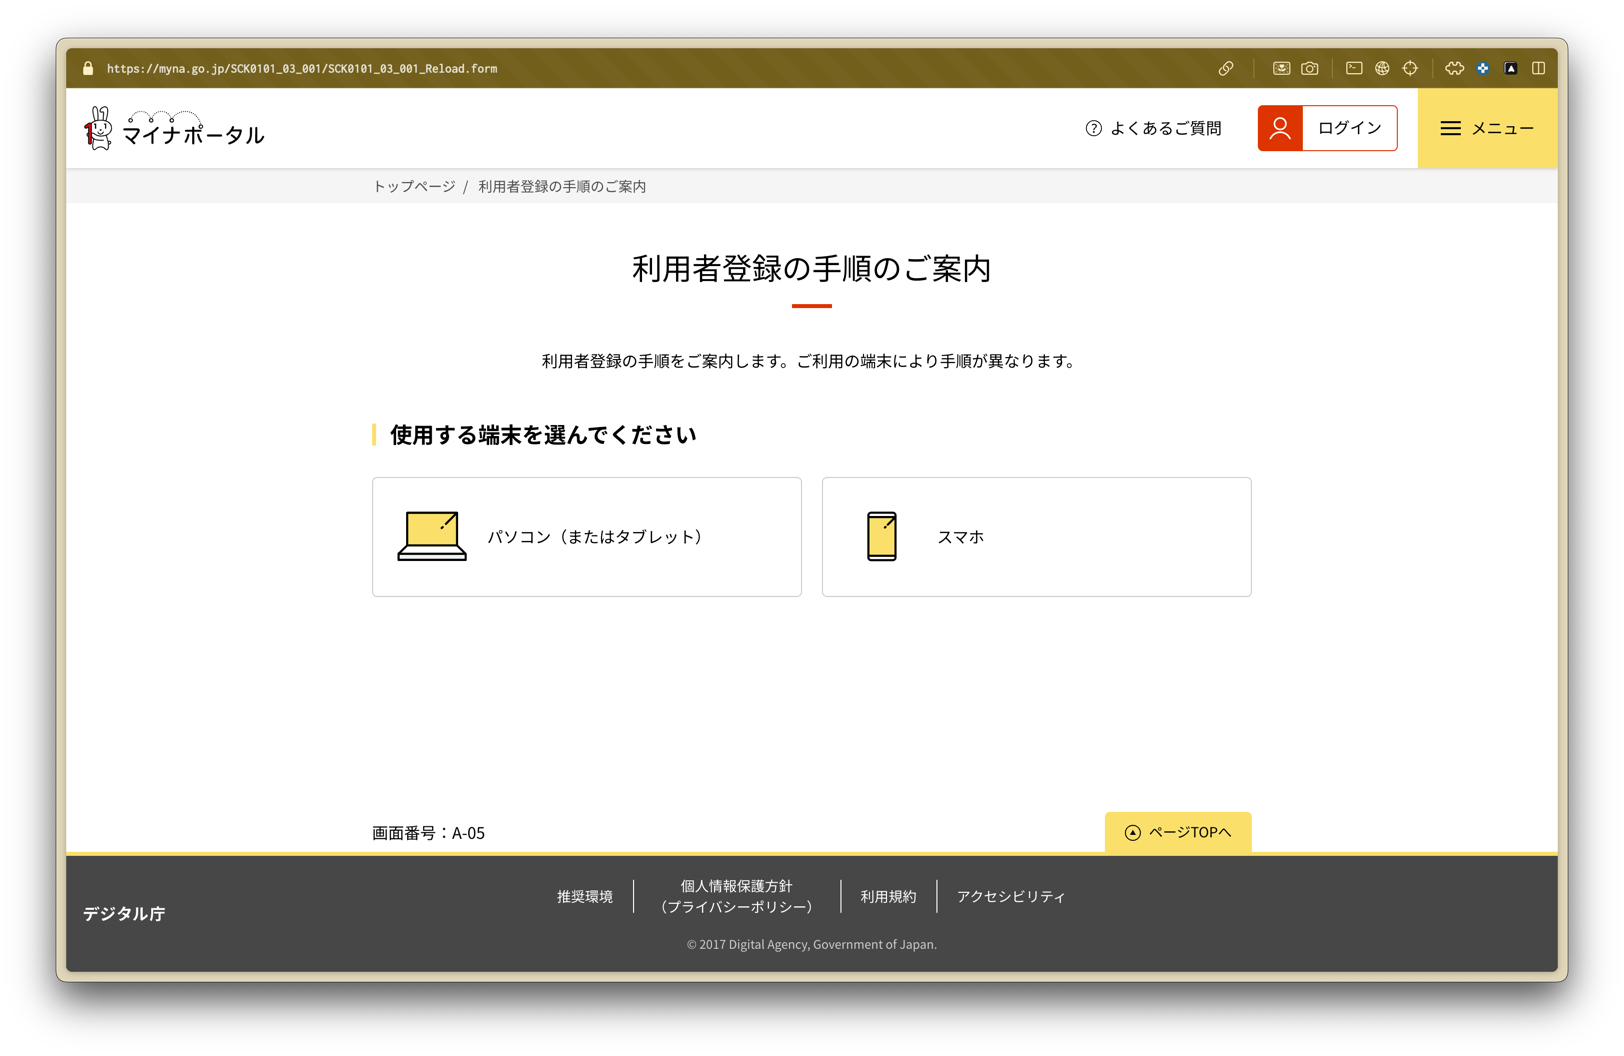 https://myna.go.jp/SCK0101_03_001/SCK0101_03_001_Reload.form
マイナポータル
よくあるご質問
ログイン
メニュー
トップページ / 利用者登録の手順のご案内
利用者登録の手順のご案内
利用者登録の手順をご案内します。ご利用の端末により手順が異なります。
使用する端末を選んでください
パソコン（またはタブレット）
スマホ
画面番号：A-05
ページTOPへ
デジタル庁
推奨環境
個人情報保護方針
（プライバシーポリシー）
利用規約
アクセシビリティ
© 2017 Digital Agency, Government of Japan.